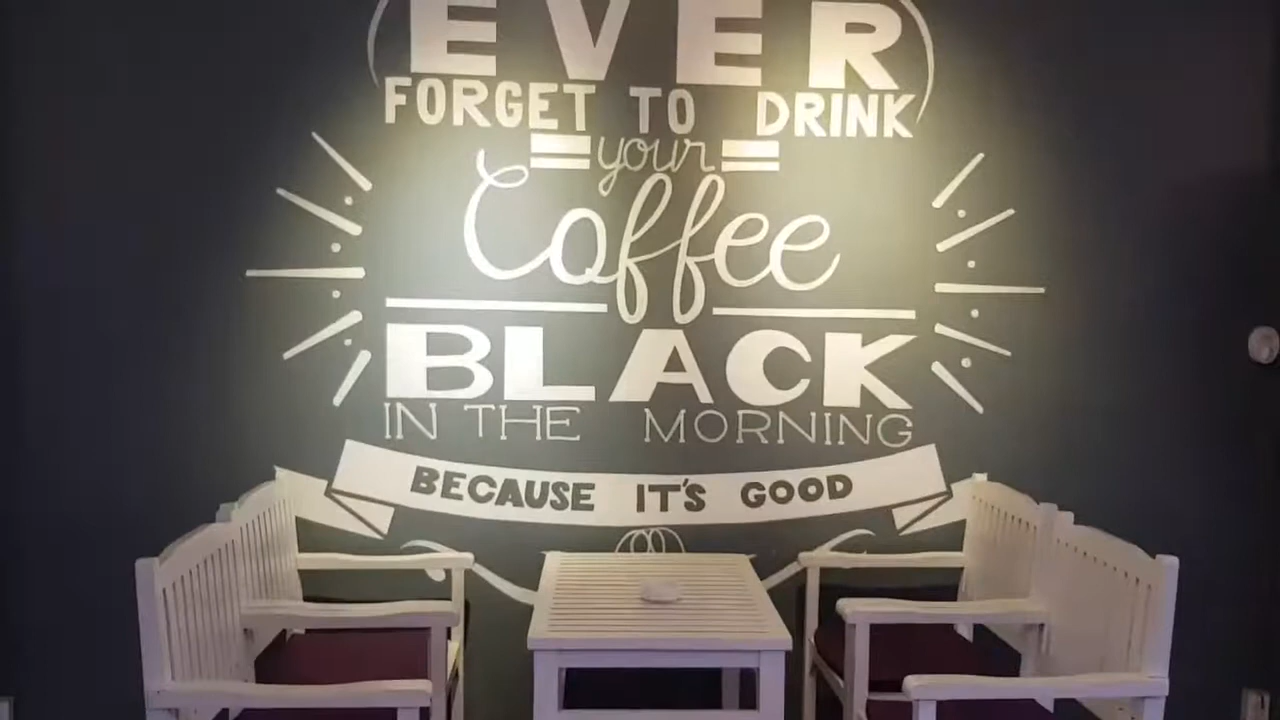 EVER
FORGET TO DRINK
your
Coffee
BLACK
IN THE MORNING
BECAUSE IT'S GOOD